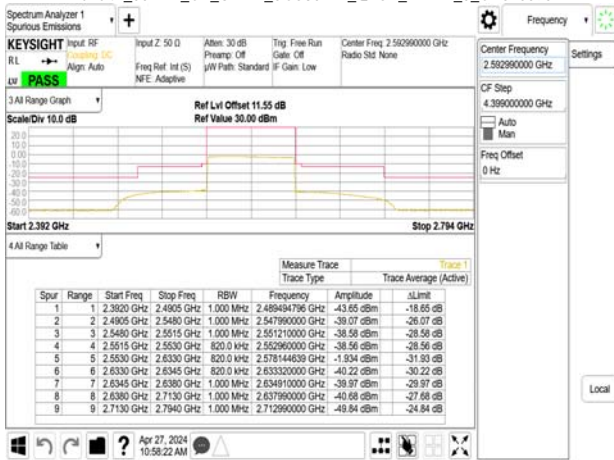 Spectrum Analyzer 1
Spurious Emissions
Frequency
KEYSIGHT
Input: RF
Coupling: DC
Align: Auto
Input Z: 50 Ω
Freq Ref: Int (S)
NFE: Adaptive
Atten: 30 dB
Preamp: Off
µW Path: Standard
Trig: Free Run
Gate: Off
IF Gain: Low
Center Freq: 2.592990000 GHz
Radio Std: None
RL
LU
PASS
Center Frequency
2.592990000 GHz
Settings
CF Step
4.399000000 GHz
Auto
Man
Freq Offset
0 Hz
3 All Range Graph
Scale/Div 10.0 dB
Ref Lvl Offset 11.55 dB
Ref Value 30.00 dBm
20.0
10.0
0.00
-10.0
-20.0
-30.0
-40.0
-50.0
-60.0
Start 2.392 GHz
Stop 2.794 GHz
4 All Range Table
Measure Trace Trace 1
Trace Type Trace Average (Active)
Spur Range Start Freq Stop Freq RBW Frequency Amplitude ΔLimit
1 1 2.3920 GHz 2.4905 GHz 1.000 MHz 2.489494796 GHz -43.65 dBm -18.65 dB
2 2 2.4905 GHz 2.5480 GHz 1.000 MHz 2.547990000 GHz -39.07 dBm -26.07 dB
3 3 2.5480 GHz 2.5515 GHz 1.000 MHz 2.551210000 GHz -38.58 dBm -28.58 dB
4 4 2.5515 GHz 2.5530 GHz 820.0 kHz 2.552960000 GHz -38.56 dBm -28.56 dB
5 5 2.5530 GHz 2.6330 GHz 820.0 kHz 2.578144639 GHz -1.934 dBm -31.93 dB
6 6 2.6330 GHz 2.6345 GHz 820.0 kHz 2.633320000 GHz -40.22 dBm -30.22 dB
7 7 2.6345 GHz 2.6380 GHz 1.000 MHz 2.634910000 GHz -39.97 dBm -29.97 dB
8 8 2.6380 GHz 2.7130 GHz 1.000 MHz 2.637990000 GHz -40.68 dBm -27.68 dB
9 9 2.7130 GHz 2.7940 GHz 1.000 MHz 2.712990000 GHz -49.84 dBm -24.84 dB
Local
?
Apr 27, 2024
10:58:22 AM